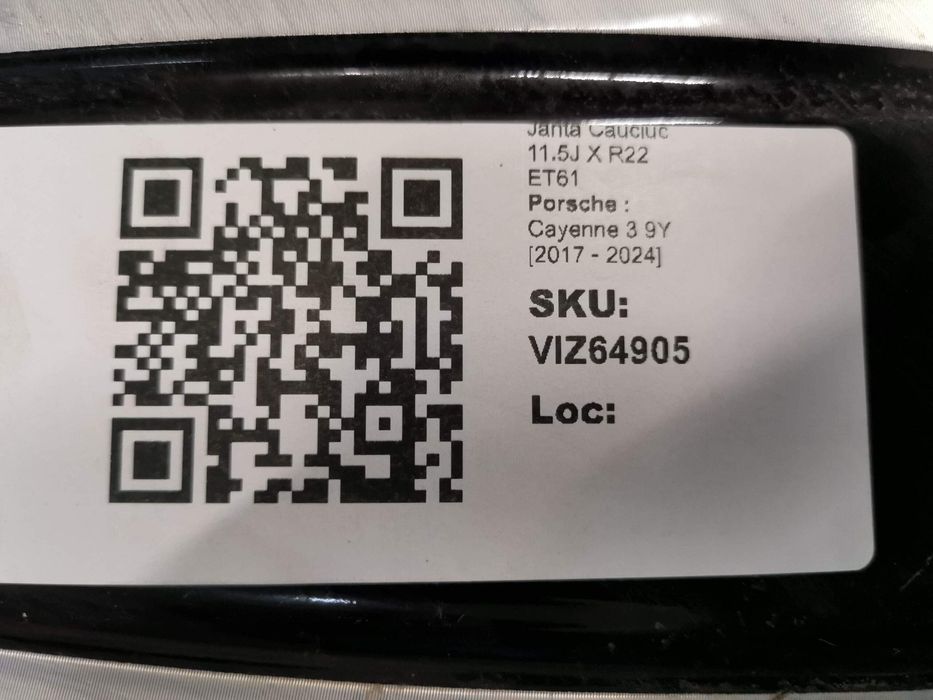 Janta Cauciuc
11.5J X R22
ET61
Porsche :
Cayenne 3 9Y
[2017 - 2024]
SKU:
VIZ64905
Loc: